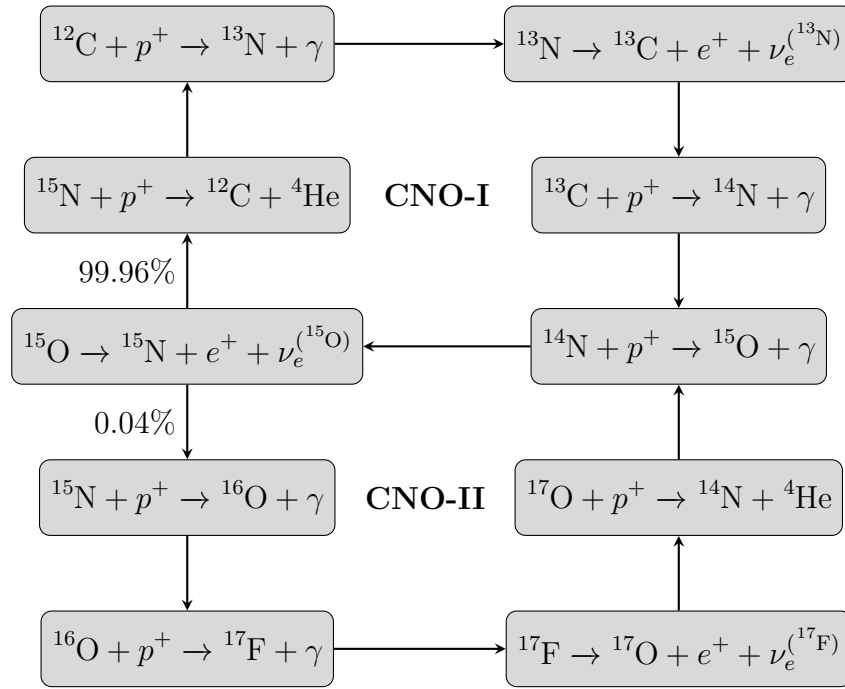 ¹²C + p⁺ → ¹³N + γ
¹³N → ¹³C + e⁺ + νₑ^(¹³N)
¹⁵N + p⁺ → ¹²C + ⁴He
CNO-I
¹³C + p⁺ → ¹⁴N + γ
99.96%
¹⁵O → ¹⁵N + e⁺ + νₑ^(¹⁵O)
¹⁴N + p⁺ → ¹⁵O + γ
0.04%
¹⁵N + p⁺ → ¹⁶O + γ
CNO-II
¹⁷O + p⁺ → ¹⁴N + ⁴He
¹⁶O + p⁺ → ¹⁷F + γ
¹⁷F → ¹⁷O + e⁺ + νₑ^(¹⁷F)